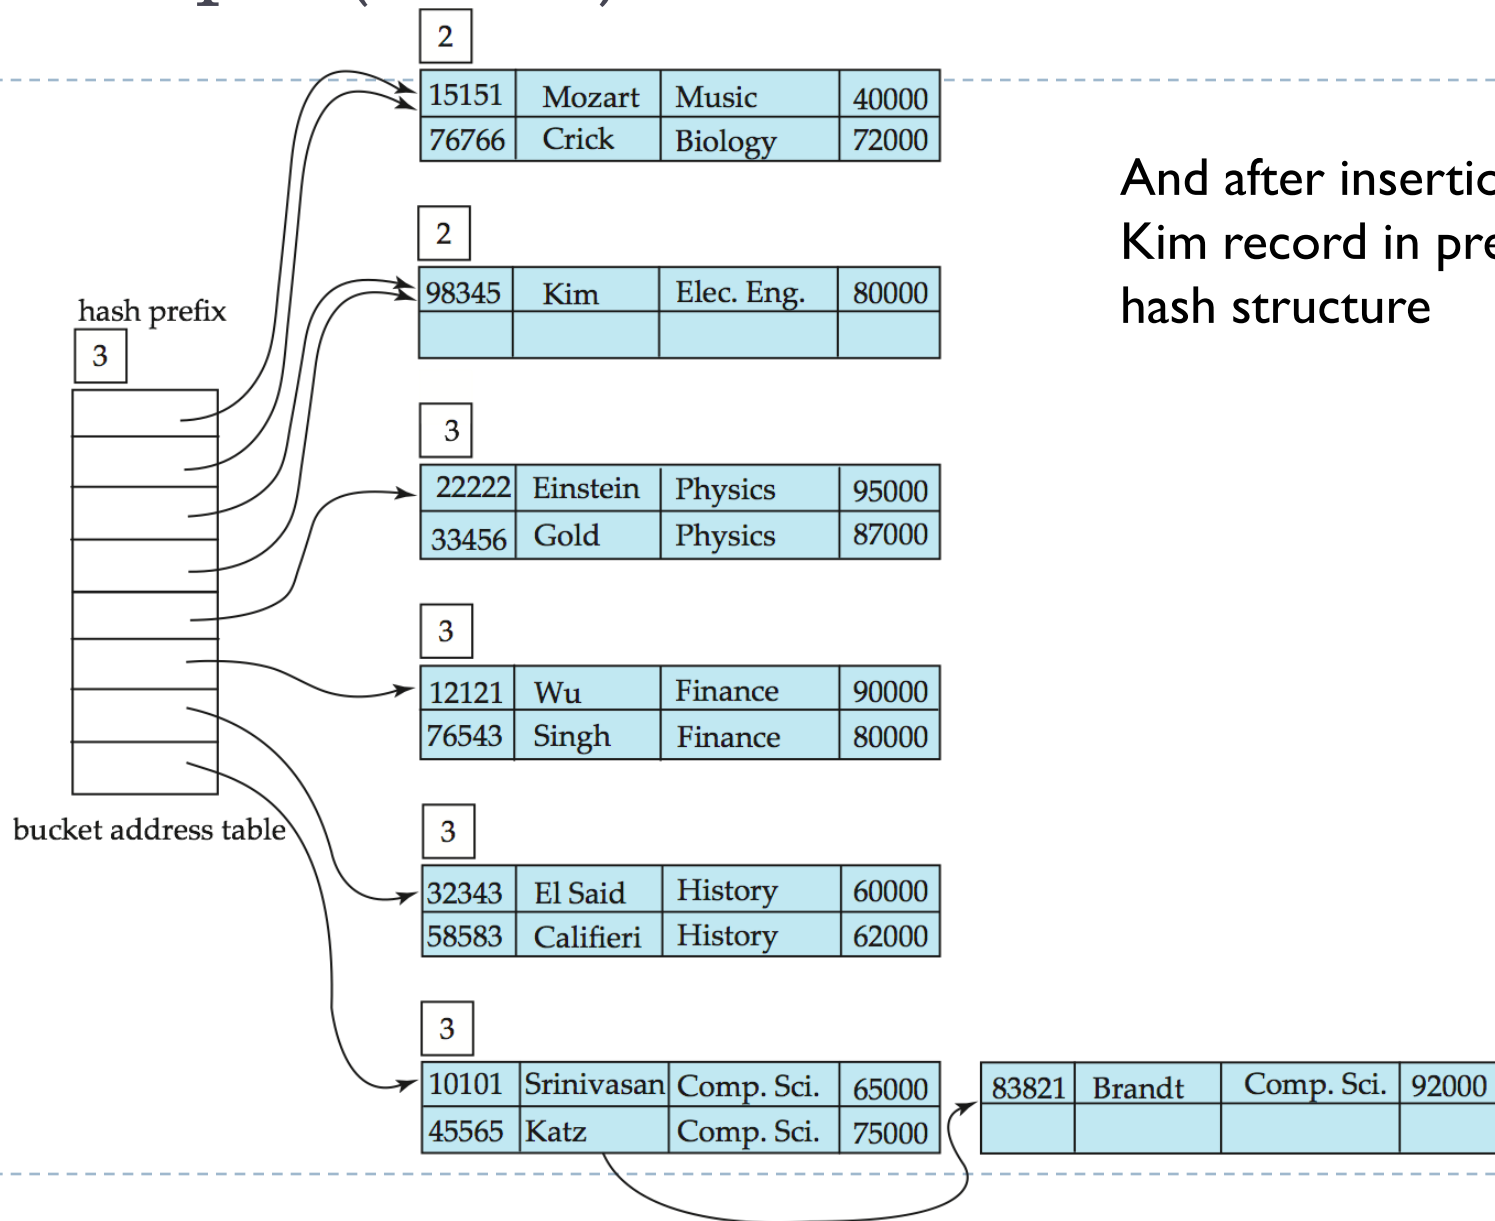 2
15151 Mozart Music 40000
76766 Crick Biology 72000
And after
Kim record in
hash structure
2
98345 Kim Elec. Eng. 80000
hash prefix
3
3
22222 Einstein Physics 95000
33456 Gold Physics 87000
3
12121 Wu Finance 90000
76543 Singh Finance 80000
bucket address table
3
32343 El Said History 60000
58583 Califieri History 62000
3
10101 Srinivasan Comp. Sci. 65000
45565 Katz Comp. Sci. 75000
83821 Brandt Comp. Sci. 92000